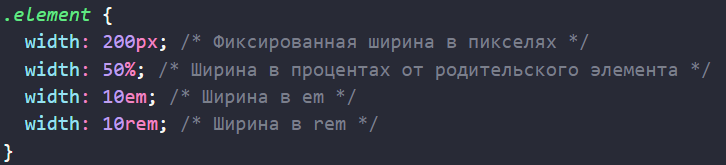 .element {
width: 200px; /* Фиксированная ширина в пикселях */
width: 50%; /* Ширина в процентах от родительского элемента */
width: 10em; /* Ширина в em */
width: 10rem; /* Ширина в rem */
}